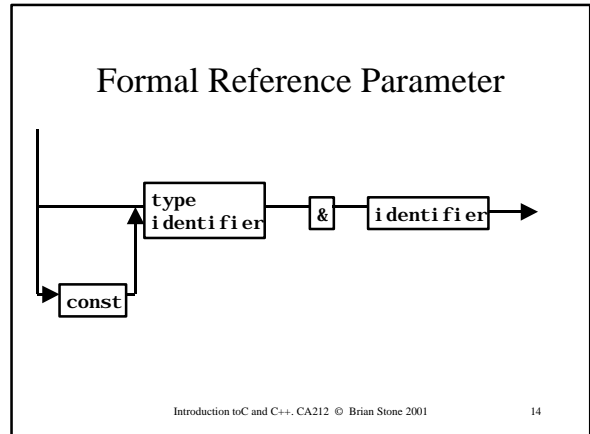 Formal Reference Parameter
type
identifier
&
identifier
const
Introduction toC and C++. CA212 © Brian Stone 2001
14